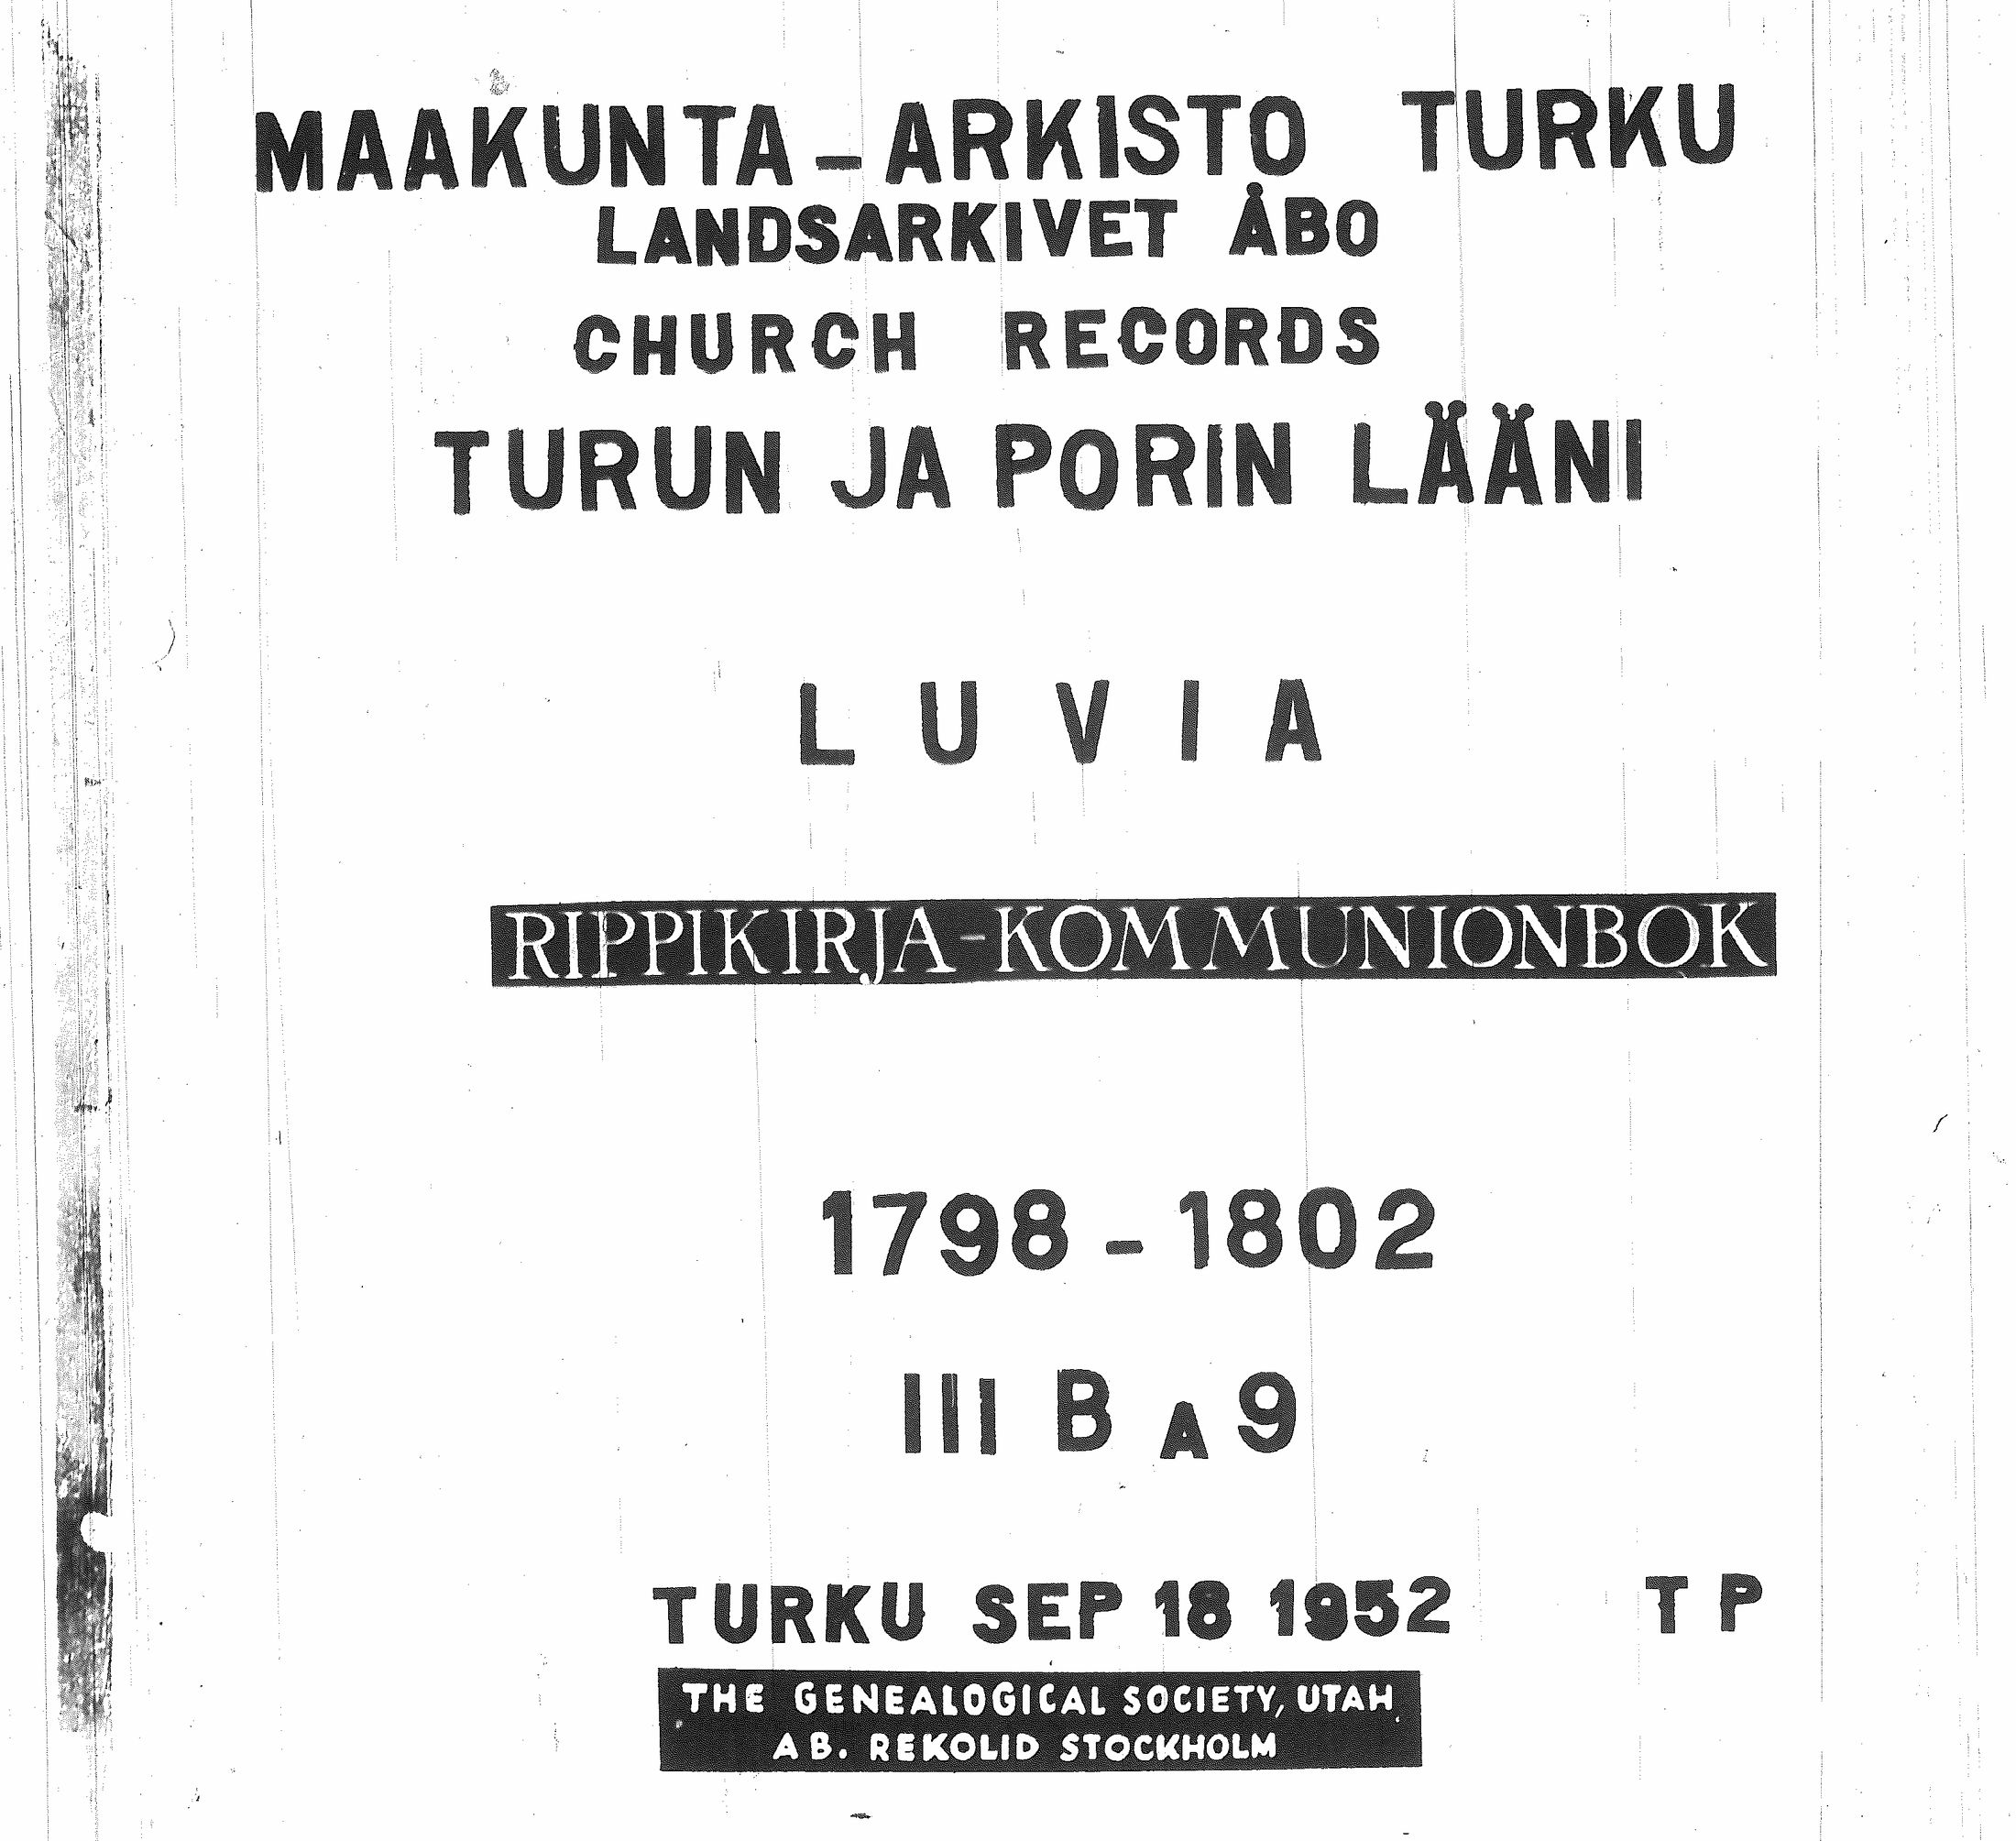 MAAKUNTA-ARKISTO TURKU
LANDSARKIVET ÅBO
CHURCH RECORDS
TURUN JA PORIN LÄÄNI
LUVIA
RIPPIKIRJA-KOMMUNIONBOK
1798-1802
III B A 9
TURKU SEP 18 1952 TP
THE GENEALOGICAL SOCIETY, UTAH
AB. REKOLID STOCKHOLM